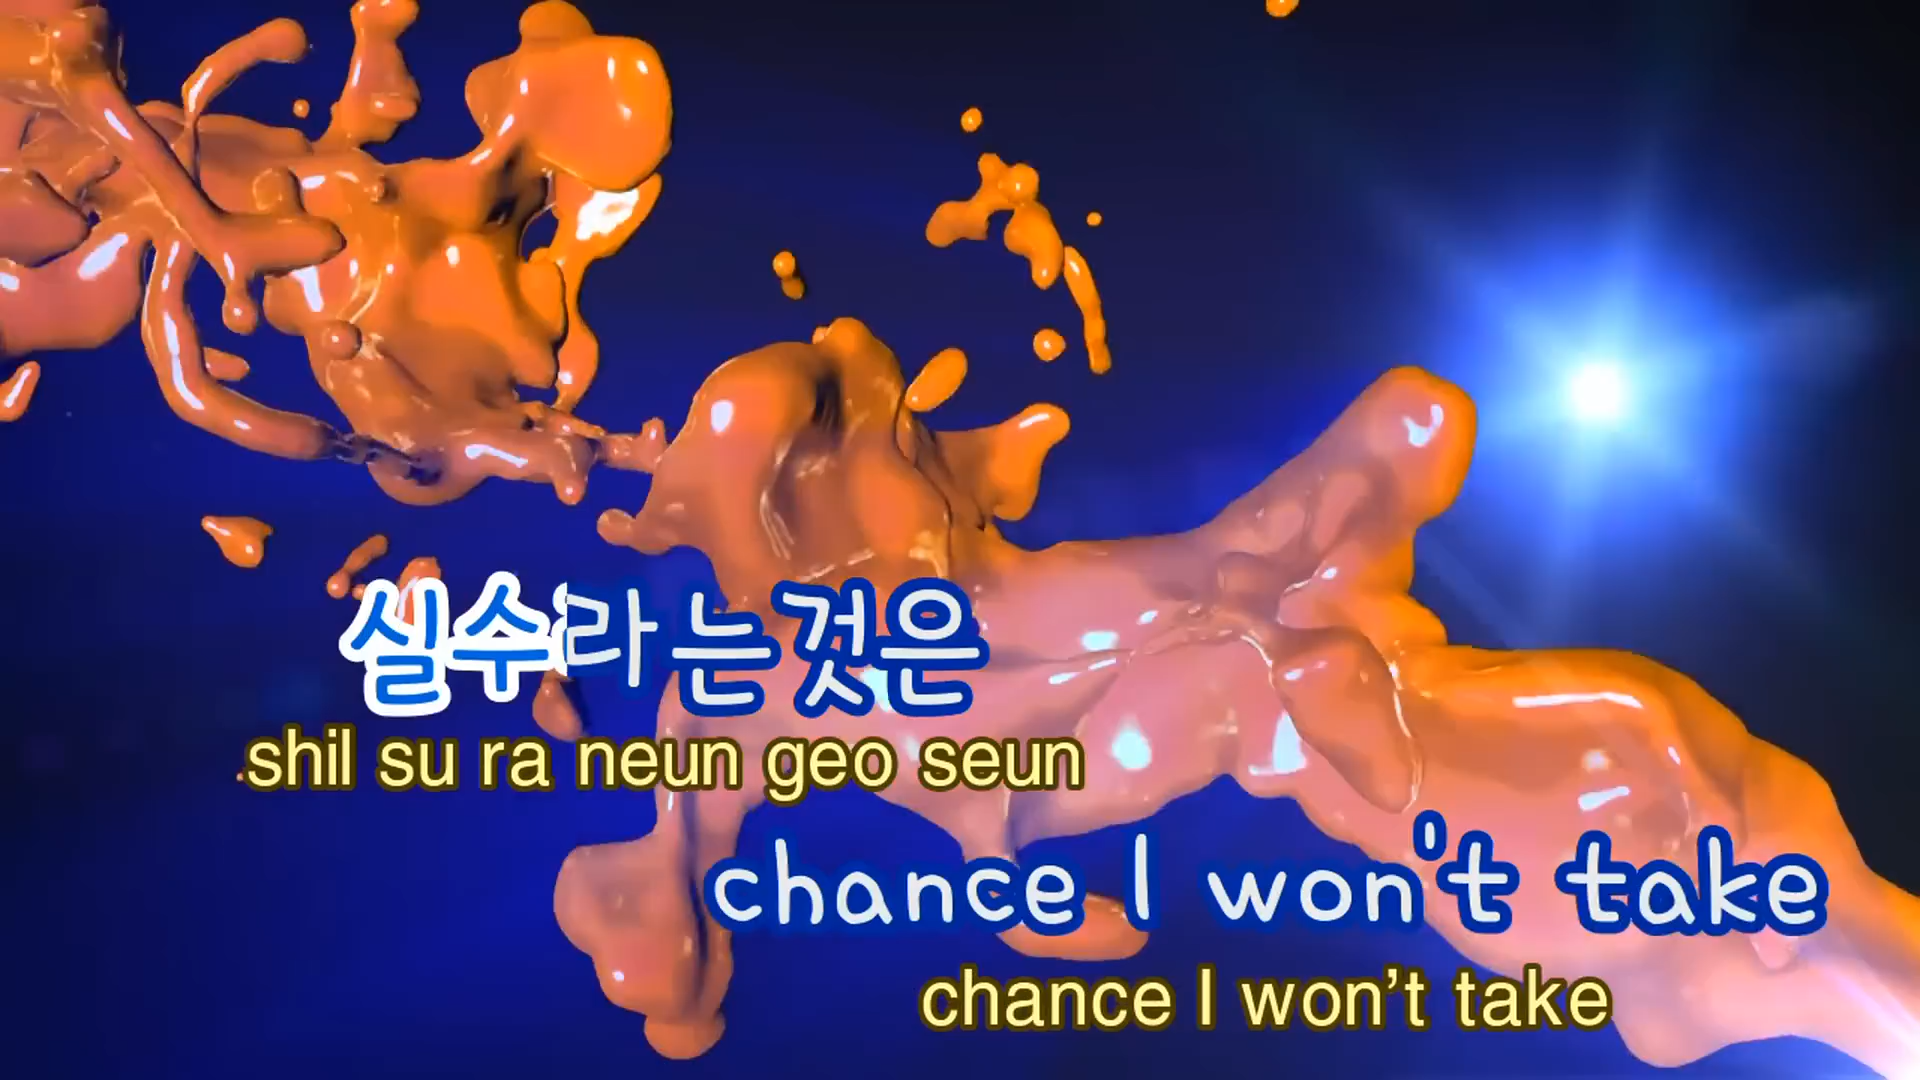 실수라는것은
shil su ra neun geo seun
chance I won't take
chance I won’t take